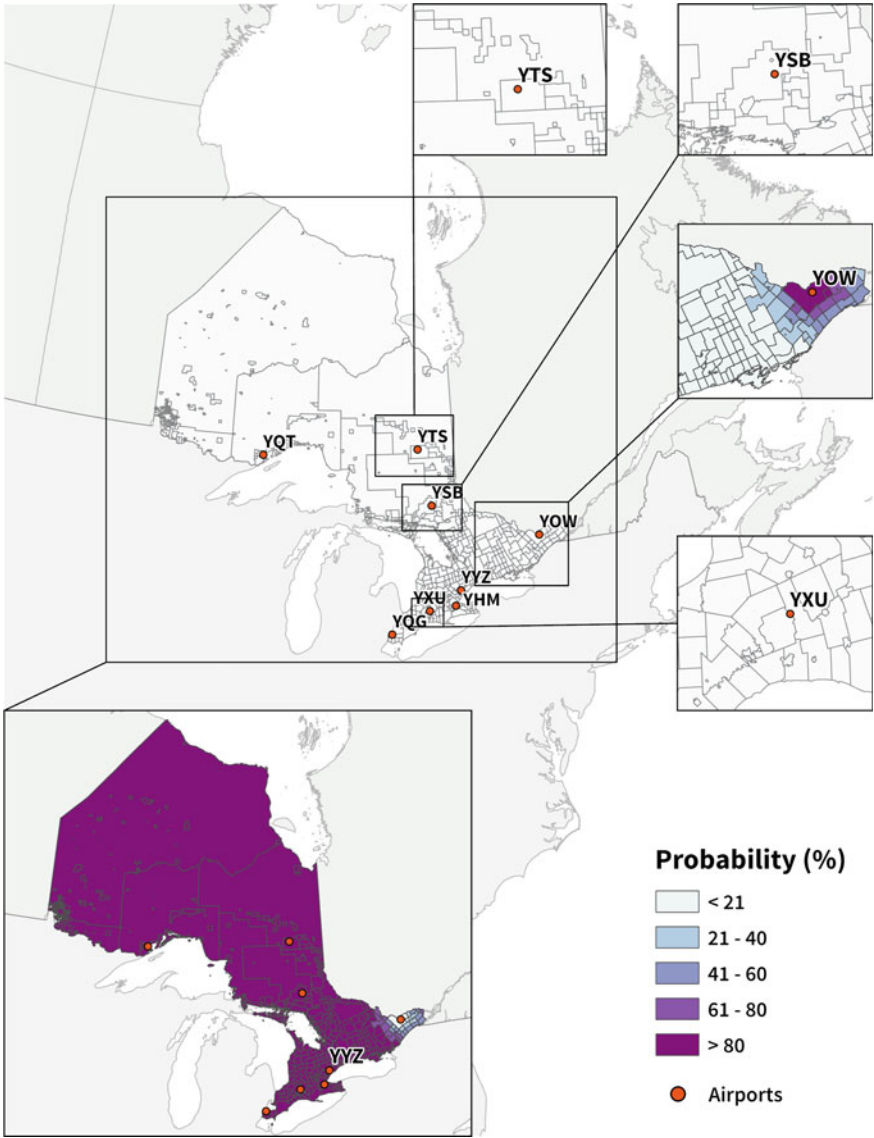 YTS
YSB
YOW
YQT
YTS
YSB
YOW
YYZ
YXU
YHM
YQG
YXU
YYZ
Probability (%)
< 21
21 - 40
41 - 60
61 - 80
> 80
Airports